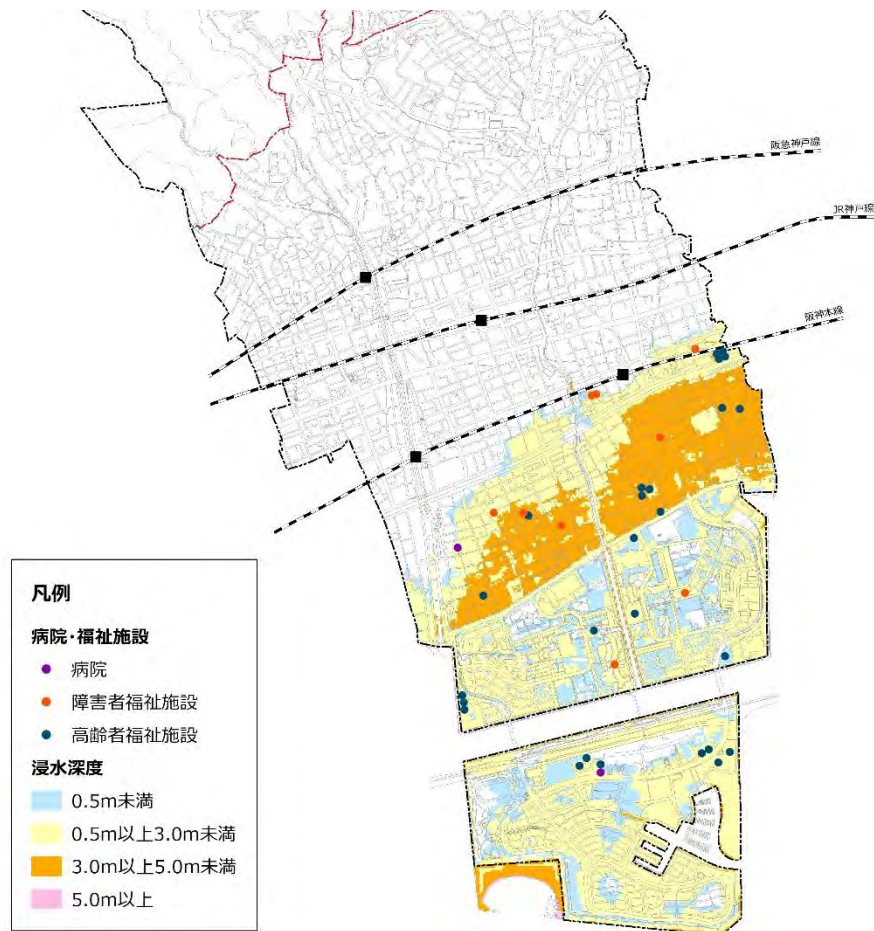 阪急神戸線
JR神戸線
阪神本線
凡例
病院・福祉施設
病院
障害者福祉施設
高齢者福祉施設
浸水深度
0.5m未満
0.5m以上3.0m未満
3.0m以上5.0m未満
5.0m以上